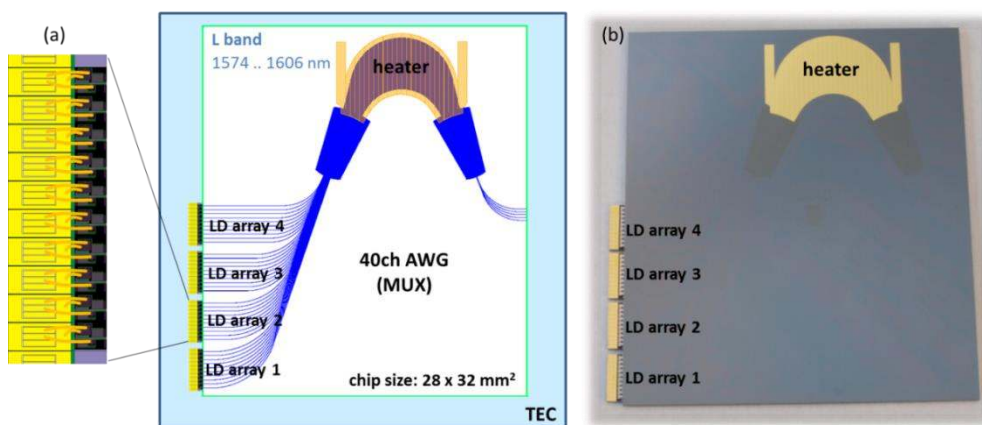 (a)
L band
1574 .. 1606 nm
heater
LD array 4
LD array 3
LD array 2
LD array 1
40ch AWG
(MUX)
chip size: 28 x 32 mm²
TEC
(b)
heater
LD array 4
LD array 3
LD array 2
LD array 1